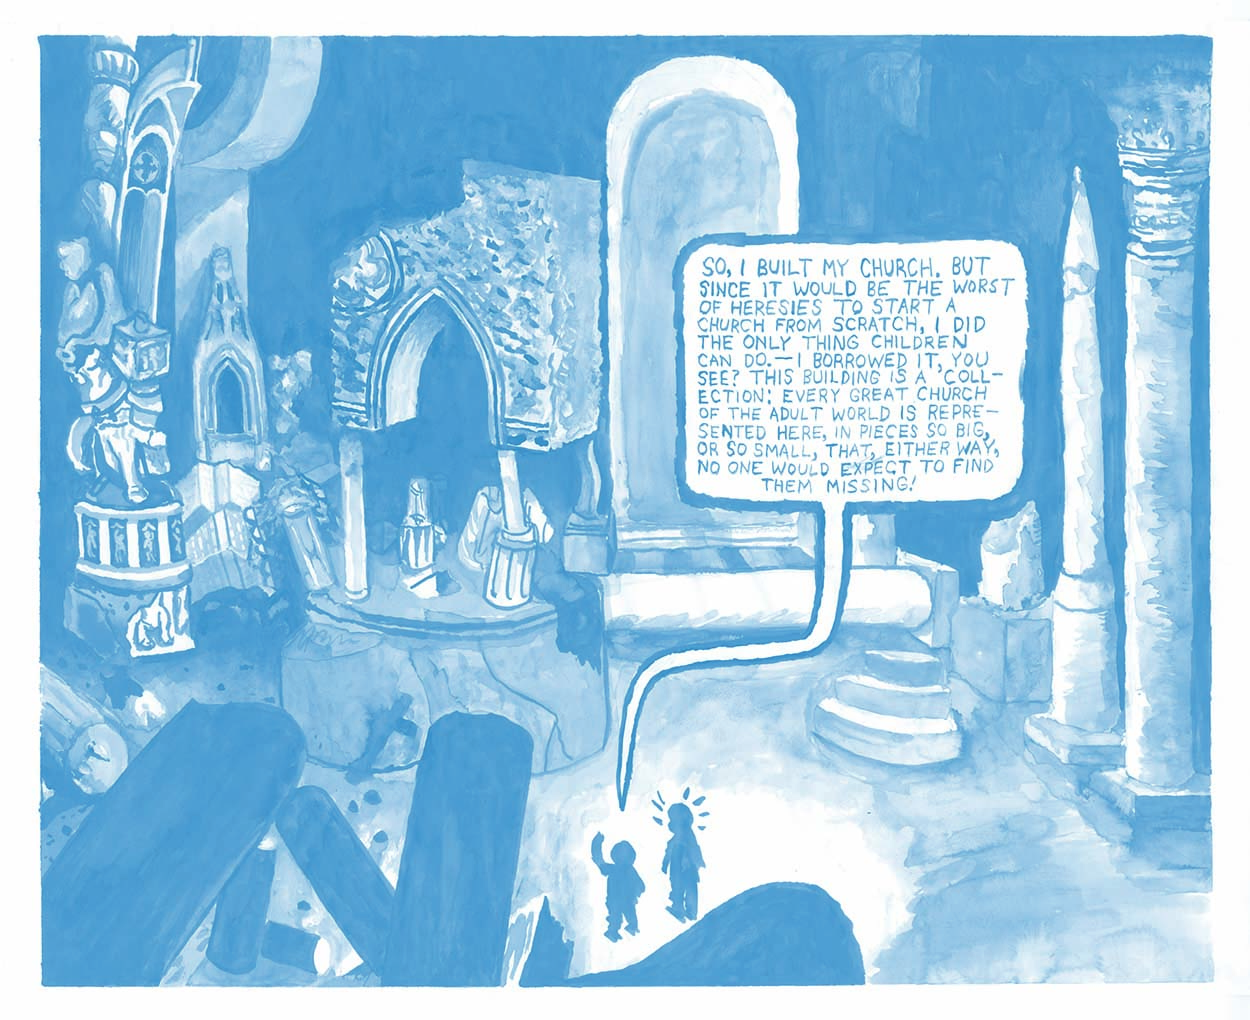 SO, I BUILT MY CHURCH. BUT
SINCE IT WOULD BE THE WORST
OF HERESIES TO START A
CHURCH FROM SCRATCH, I DID
THE ONLY THING CHILDREN
CAN DO.—I BORROWED IT, YOU
SEE? THIS BUILDING IS A COLL-
ECTION: EVERY GREAT CHURCH
OF THE ADULT WORLD IS REPRE-
SENTED HERE, IN PIECES SO BIG,
OR SO SMALL, THAT, EITHER WAY,
NO ONE WOULD EXPECT TO FIND
THEM MISSING!